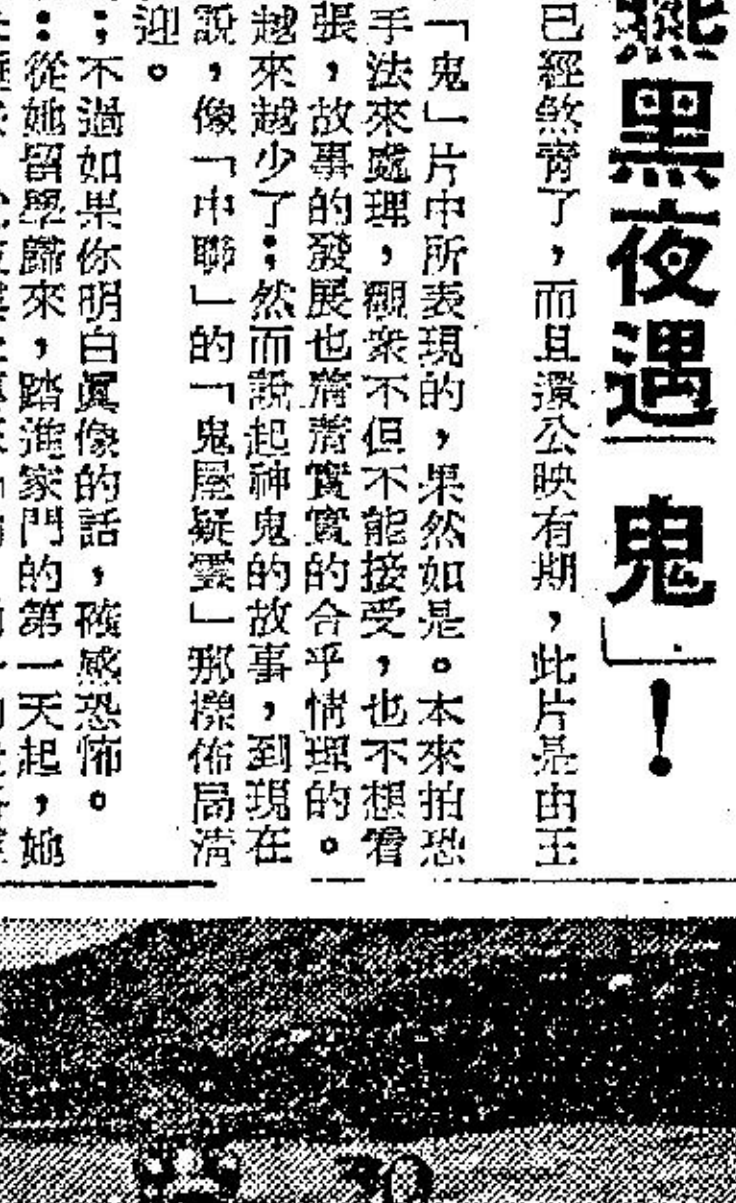 燕黑夜遇「鬼」！
已經煞青了，而且還公映有期，此片是由王
「鬼」片中所表現的，果然如是。本來拍恐
手法來處理，觀衆不但不能接受，也不想看
張，故事的發展也清清實實的合乎情理的。
越來越少了；然而說起神鬼的故事，到現在
說，像「中聯」的「鬼屋疑雲」那樣佈局清
迎。
；不過如果你明白眞像的話，確感恐怖。
：從她留學歸來，踏進家門的第一天起，她